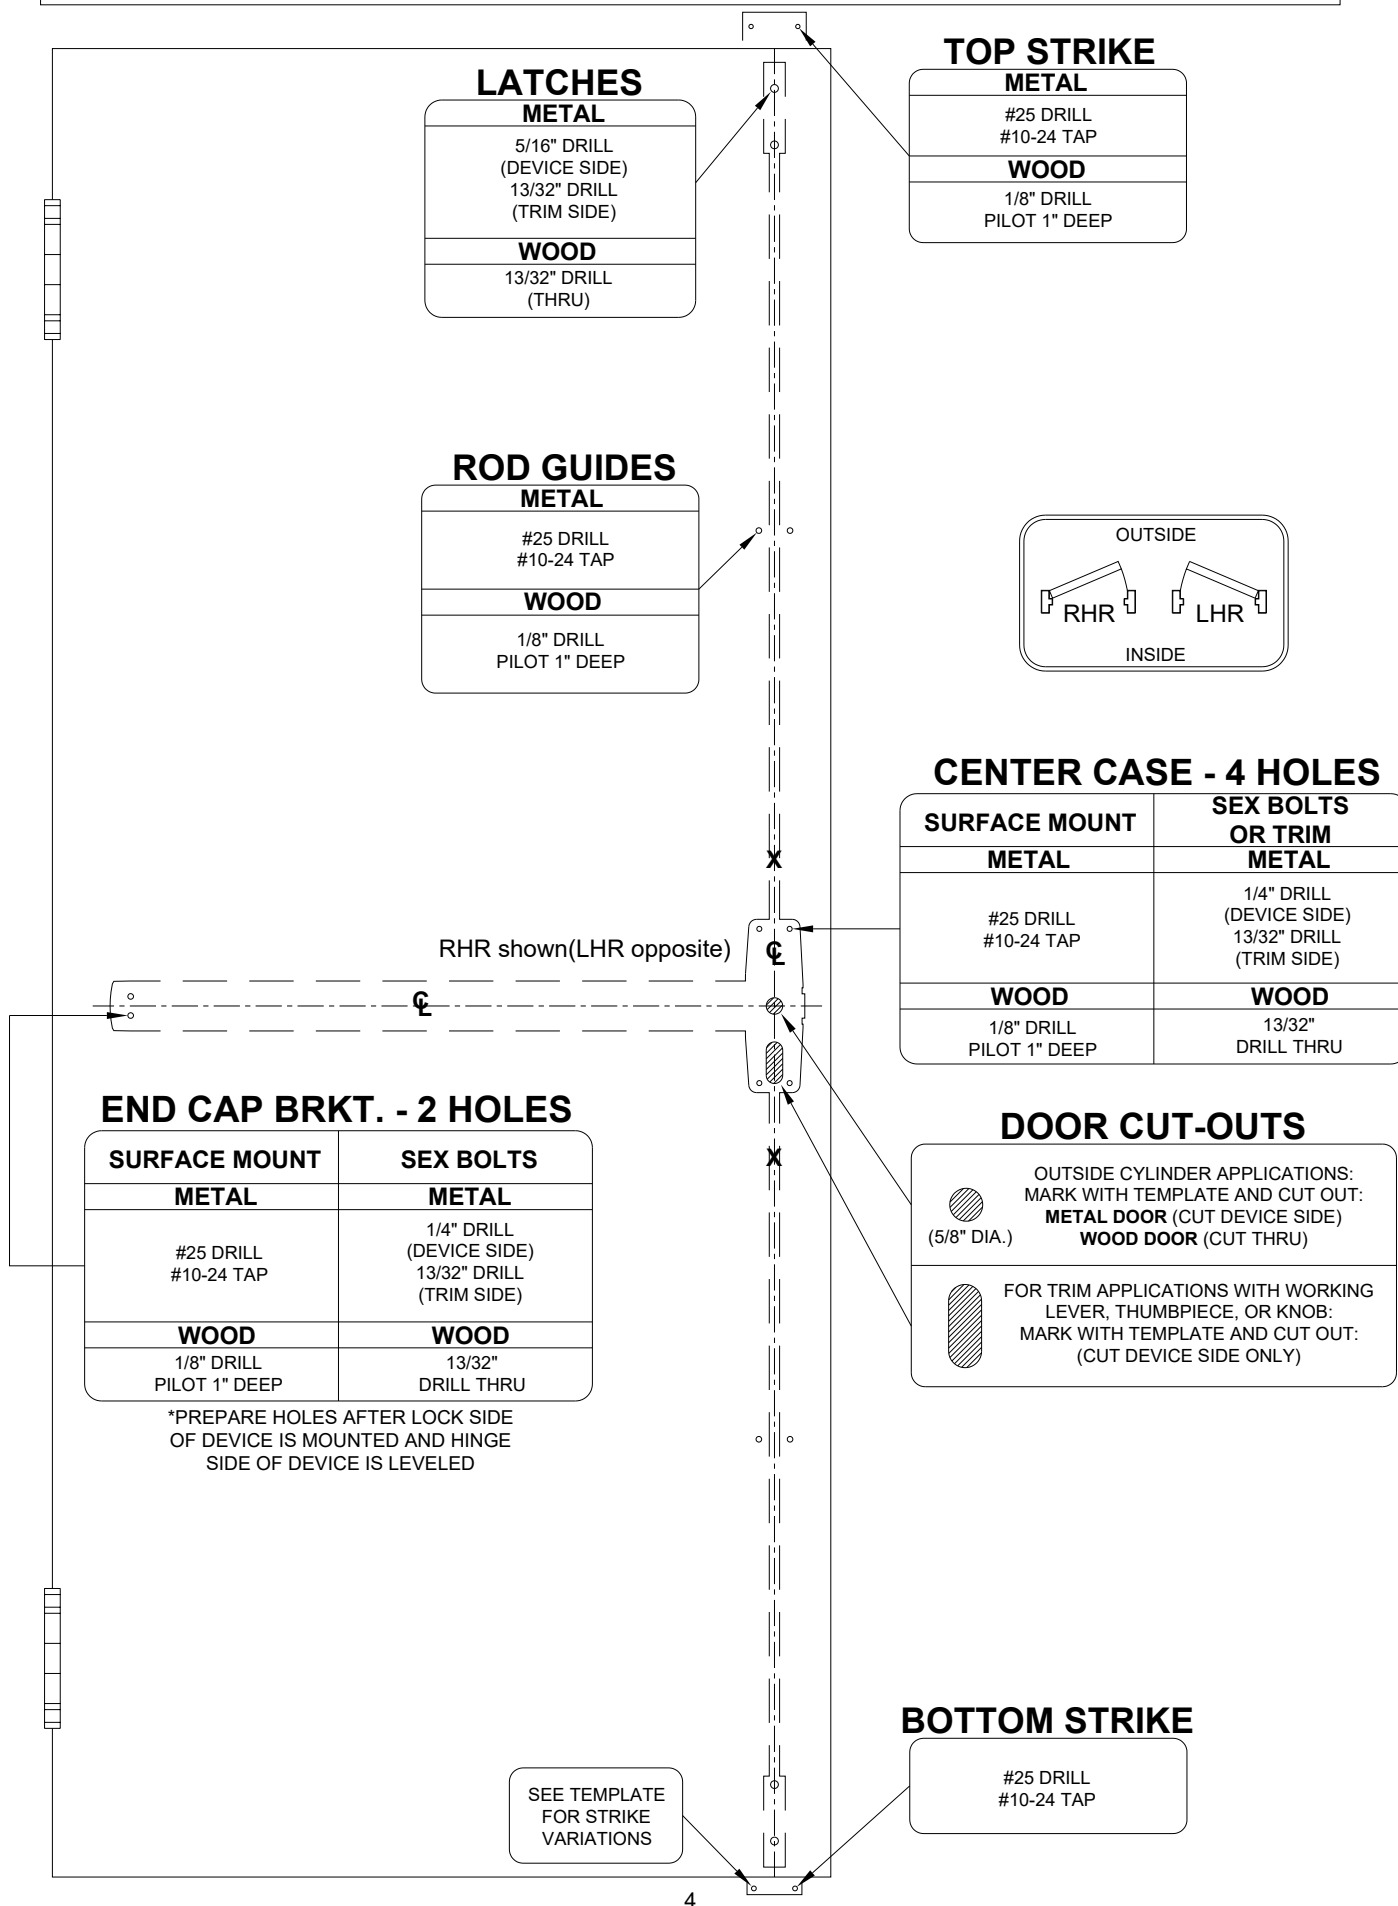 TOP STRIKE
METAL
#25 DRILL
#10-24 TAP
WOOD
1/8" DRILL
PILOT 1" DEEP
LATCHES
METAL
5/16" DRILL
(DEVICE SIDE)
13/32" DRILL
(TRIM SIDE)
WOOD
13/32" DRILL
(THRU)
ROD GUIDES
METAL
#25 DRILL
#10-24 TAP
WOOD
1/8" DRILL
PILOT 1" DEEP
OUTSIDE
RHR LHR
INSIDE
CENTER CASE - 4 HOLES
SURFACE MOUNT
METAL
#25 DRILL
#10-24 TAP
WOOD
1/8" DRILL
PILOT 1" DEEP
SEX BOLTS
OR TRIM
METAL
1/4" DRILL
(DEVICE SIDE)
13/32" DRILL
(TRIM SIDE)
WOOD
13/32"
DRILL THRU
X
RHR shown(LHR opposite)
℄
℄
X
END CAP BRKT. - 2 HOLES
SURFACE MOUNT
METAL
#25 DRILL
#10-24 TAP
WOOD
1/8" DRILL
PILOT 1" DEEP
SEX BOLTS
METAL
1/4" DRILL
(DEVICE SIDE)
13/32" DRILL
(TRIM SIDE)
WOOD
13/32"
DRILL THRU
*PREPARE HOLES AFTER LOCK SIDE
OF DEVICE IS MOUNTED AND HINGE
SIDE OF DEVICE IS LEVELED
DOOR CUT-OUTS
(5/8" DIA.)
OUTSIDE CYLINDER APPLICATIONS:
MARK WITH TEMPLATE AND CUT OUT:
METAL DOOR (CUT DEVICE SIDE)
WOOD DOOR (CUT THRU)
FOR TRIM APPLICATIONS WITH WORKING
LEVER, THUMBPIECE, OR KNOB:
MARK WITH TEMPLATE AND CUT OUT:
(CUT DEVICE SIDE ONLY)
BOTTOM STRIKE
#25 DRILL
#10-24 TAP
SEE TEMPLATE
FOR STRIKE
VARIATIONS
4